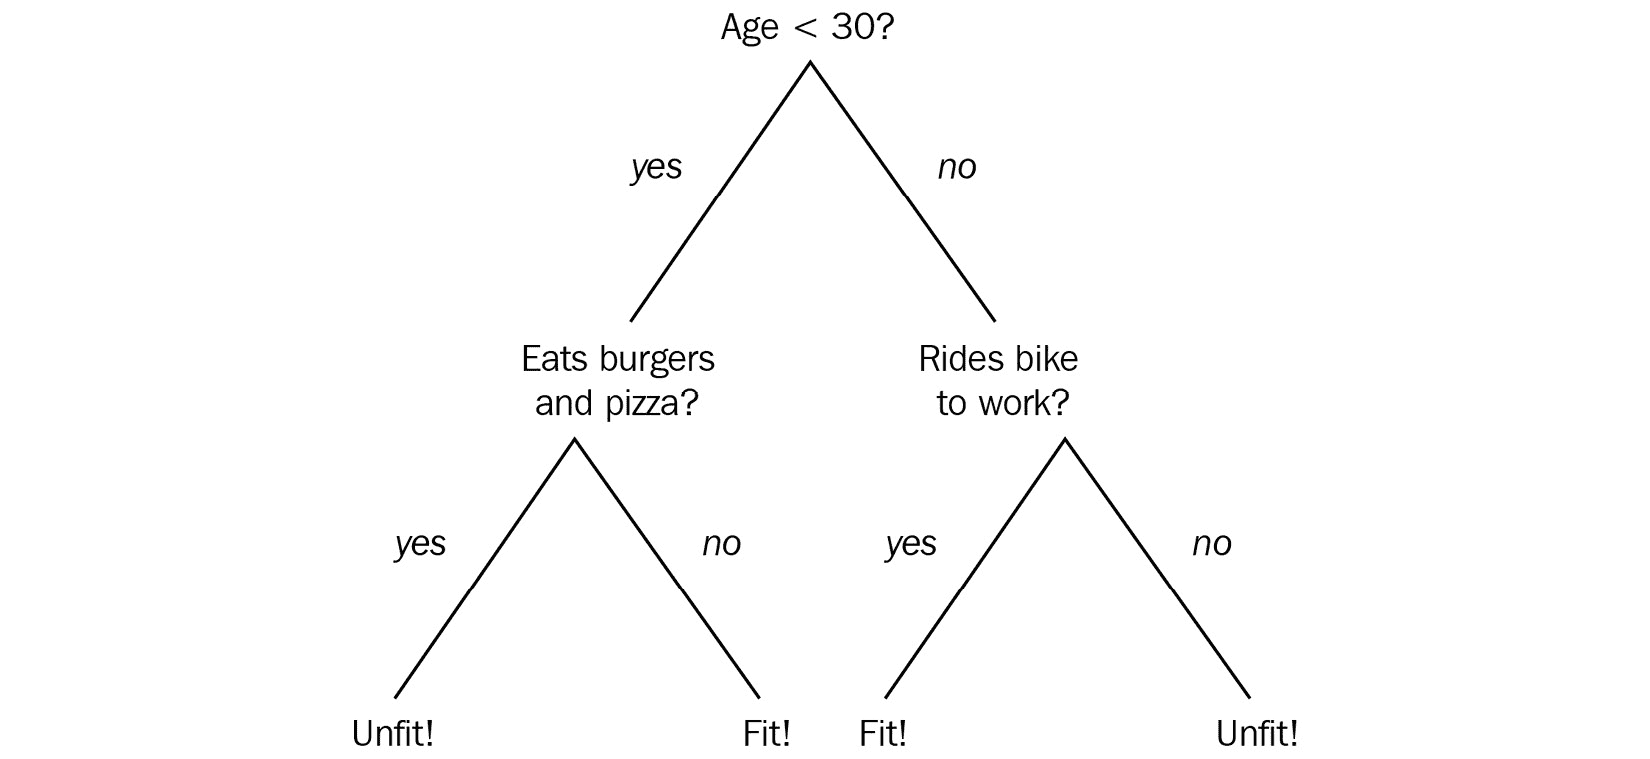 Age < 30?
yes
no
Eats burgers
and pizza?
Rides bike
to work?
yes
no
yes
no
Unfit!
Fit!
Fit!
Unfit!